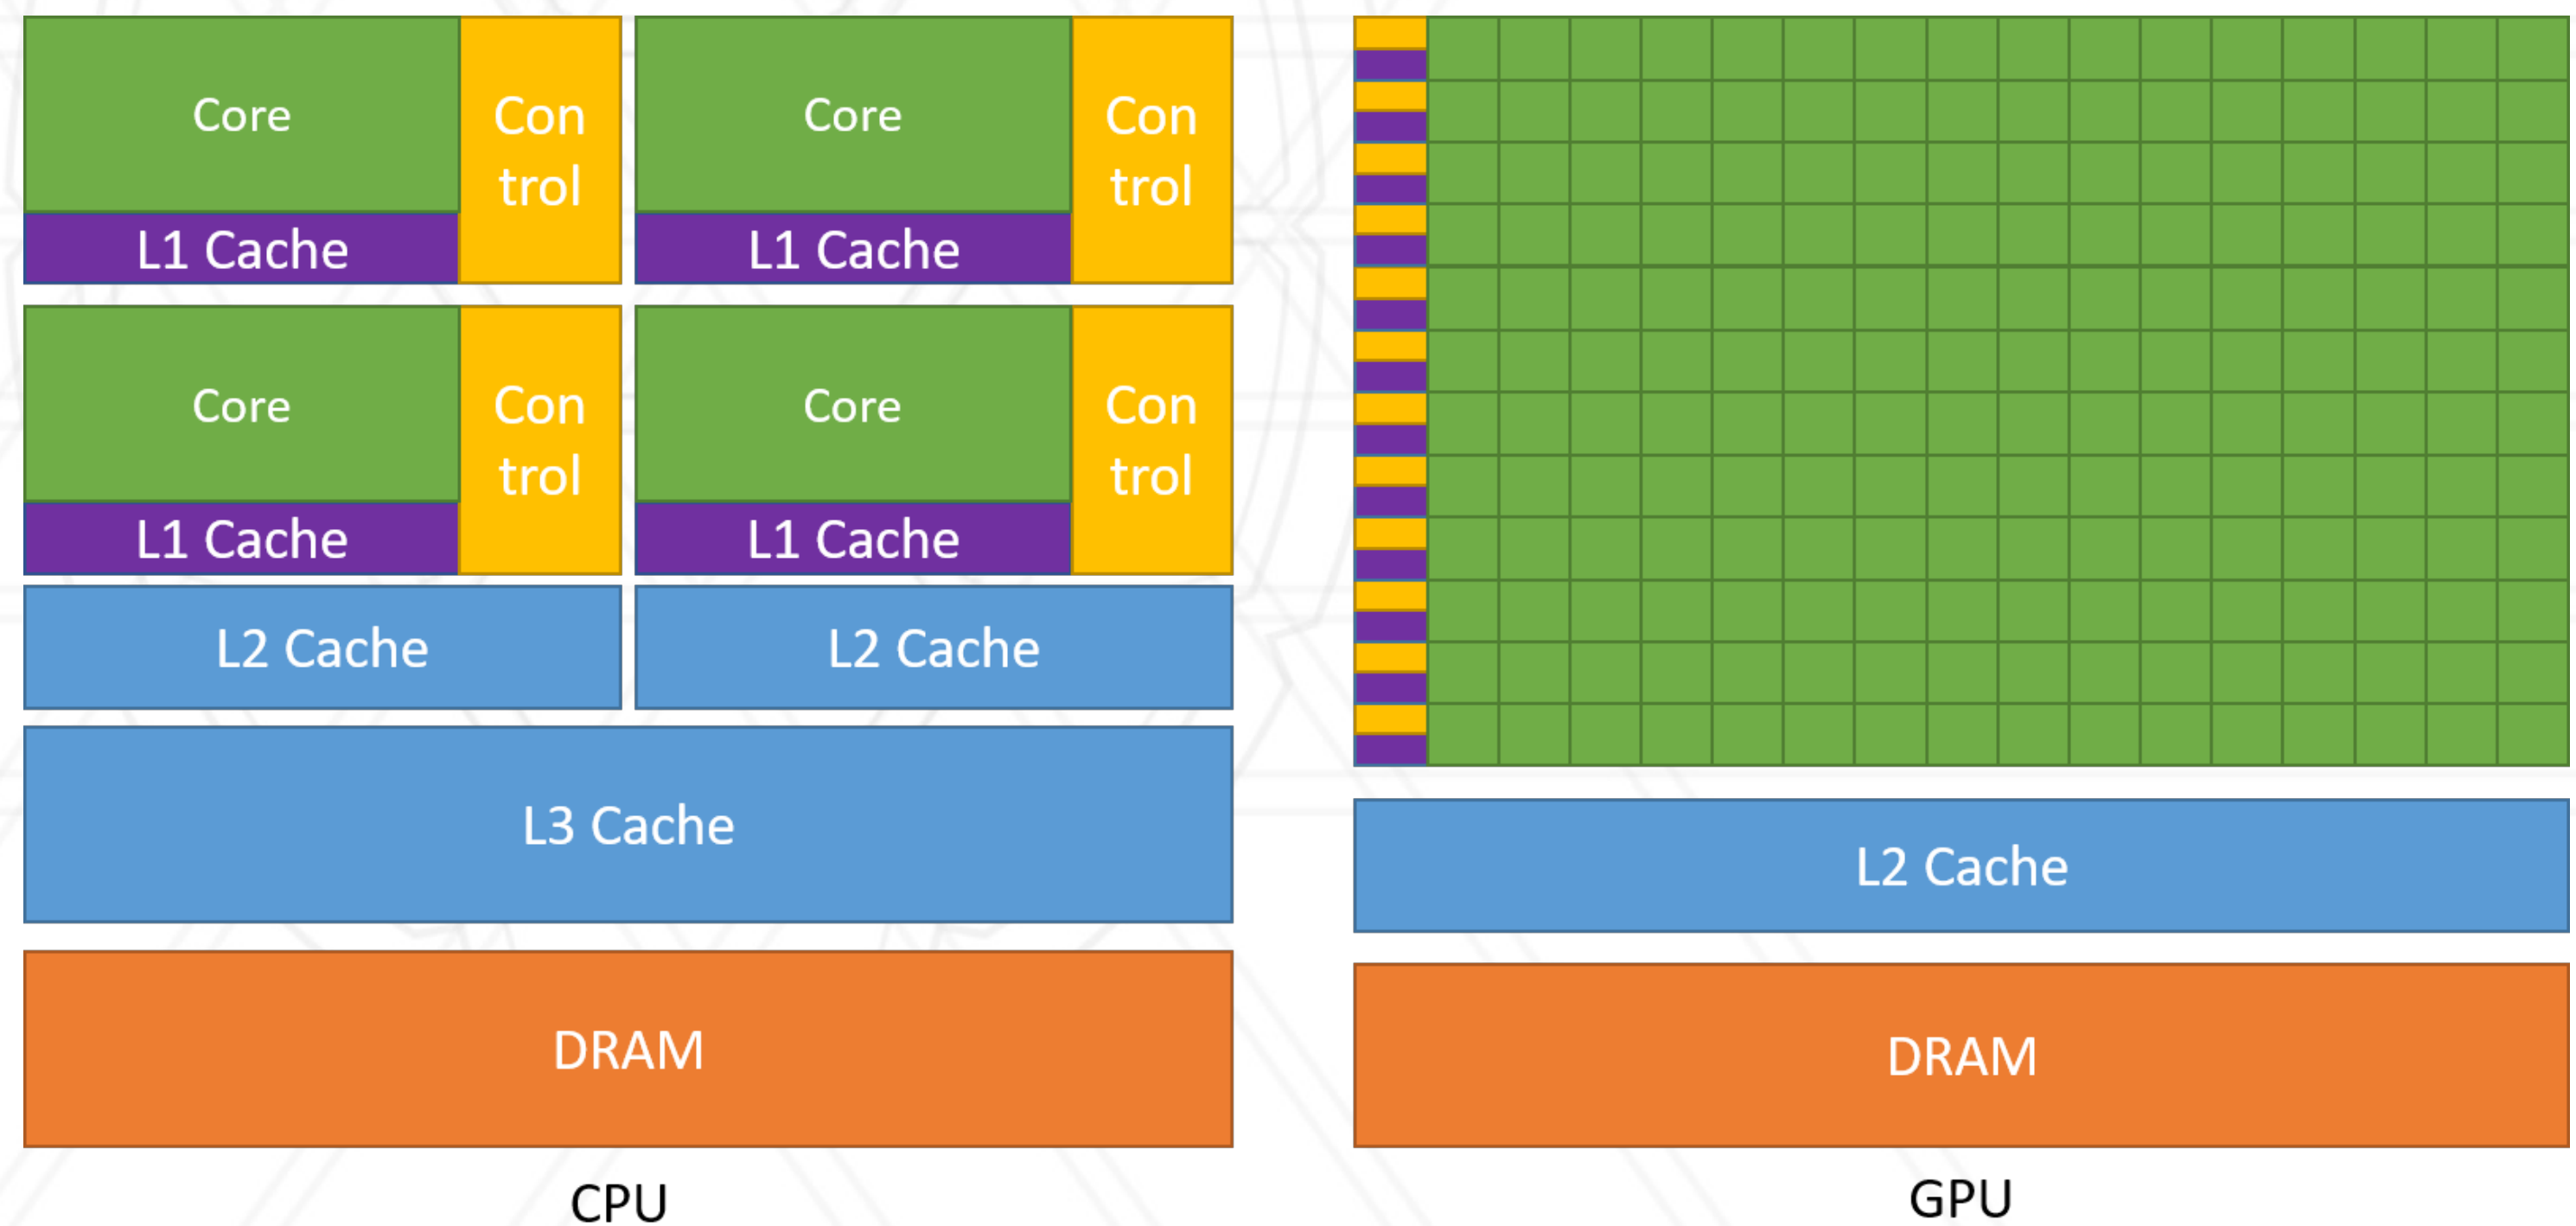 Core
Con
trol
L1 Cache
Core
Con
trol
L1 Cache
Core
Con
trol
L1 Cache
Core
Con
trol
L1 Cache
L2 Cache
L2 Cache
L3 Cache
DRAM
CPU
L2 Cache
DRAM
GPU